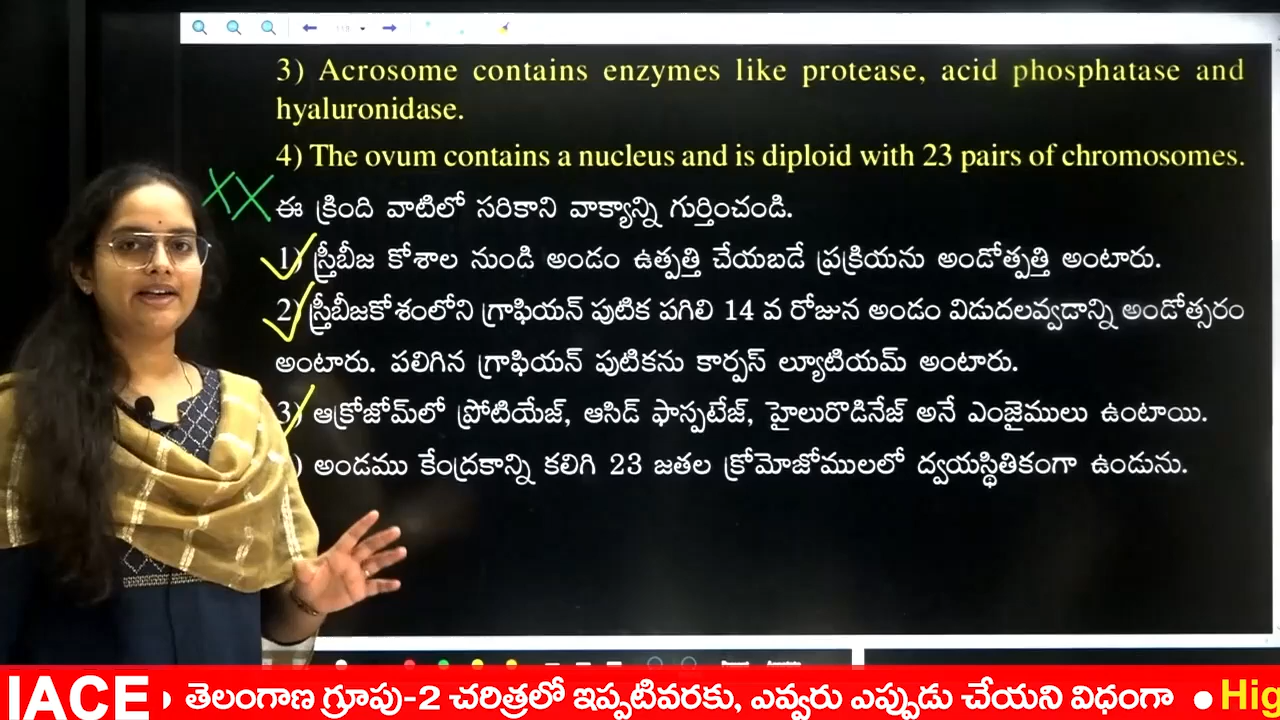 3) Acrosome contains enzymes like protease, acid phosphatase and
hyaluronidase.
4) The ovum contains a nucleus and is diploid with 23 pairs of chromosomes.
XX
ఈ క్రింది వాటిలో సరికాని వాక్యాన్ని గుర్తించండి.
1) స్త్రీబీజ కోశాల నుండి అండం ఉత్పత్తి చేయబడే ప్రక్రియను అండోత్పత్తి అంటారు.
2) స్త్రీబీజకోశంలోని గ్రాఫియన్ పుటిక పగిలి 14 వ రోజున అండం విడుదలవ్వడాన్ని అండోత్సరం
అంటారు. పలిగిన గ్రాఫియన్ పుటికను కార్పస్ ల్యూటియమ్ అంటారు.
3) ఆక్రోజోమ్‌లో ప్రోటియేజ్, ఆసిడ్ ఫాస్పటేజ్, హైలురొడినేజ్ అనే ఎంజైములు ఉంటాయి.
) అండము కేంద్రకాన్ని కలిగి 23 జతల క్రోమోజోములలో ద్వయస్థితికంగా ఉండును.
IACE తెలంగాణ గ్రూపు-2 చరిత్రలో ఇప్పటివరకు, ఎవ్వరు ఎప్పుడు చేయని విధంగా ● Hig